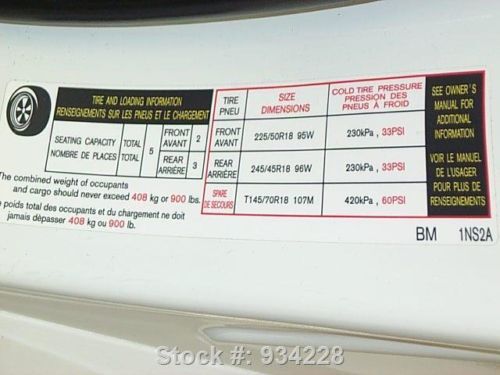 TIRE AND LOADING INFORMATION
RENSEIGNEMENTS SUR LES PNEUS ET LE CHARGEMENT
SEATING CAPACITY TOTAL 5 FRONT 2
NOMBRE DE PLACES TOTAL AVANT
REAR 3
ARRIÈRE
The combined weight of occupants
and cargo should never exceed 408 kg or 900 lbs.
poids total des occupants et du chargement ne doit
jamais dépasser 408 kg ou 900 lb.
TIRE SIZE COLD TIRE PRESSURE
PNEU DIMENSIONS PRESSION DES
PNEUS À FROID
FRONT 225/50R18 95W 230kPa , 33PSI
AVANT
REAR 245/45R18 96W 230kPa , 33PSI
ARRIÈRE
SPARE T145/70R18 107M 420kPa , 60PSI
DE SECOURS
SEE OWNER'S
MANUAL FOR
ADDITIONAL
INFORMATION
VOIR LE MANUEL
DE L'USAGER
POUR PLUS DE
RENSEIGNEMENTS
BM 1NS2A
Stock #: 934228